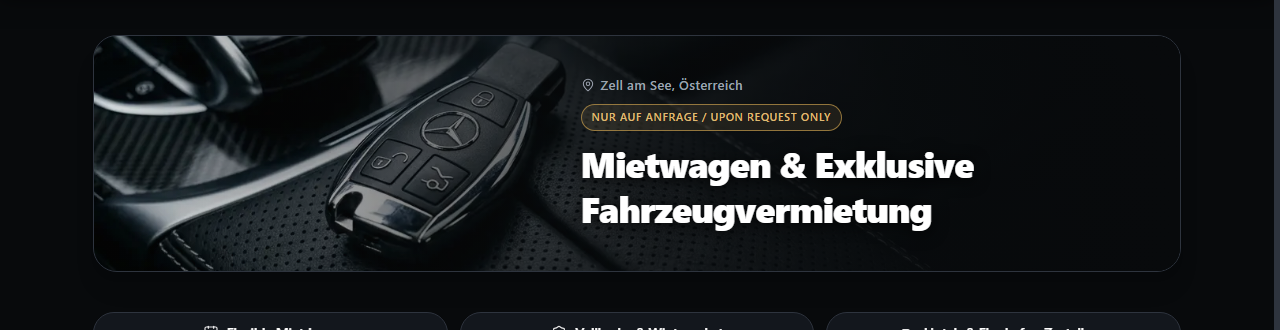 Zell am See, Österreich
NUR AUF ANFRAGE / UPON REQUEST ONLY
Mietwagen & Exklusive
Fahrzeugvermietung